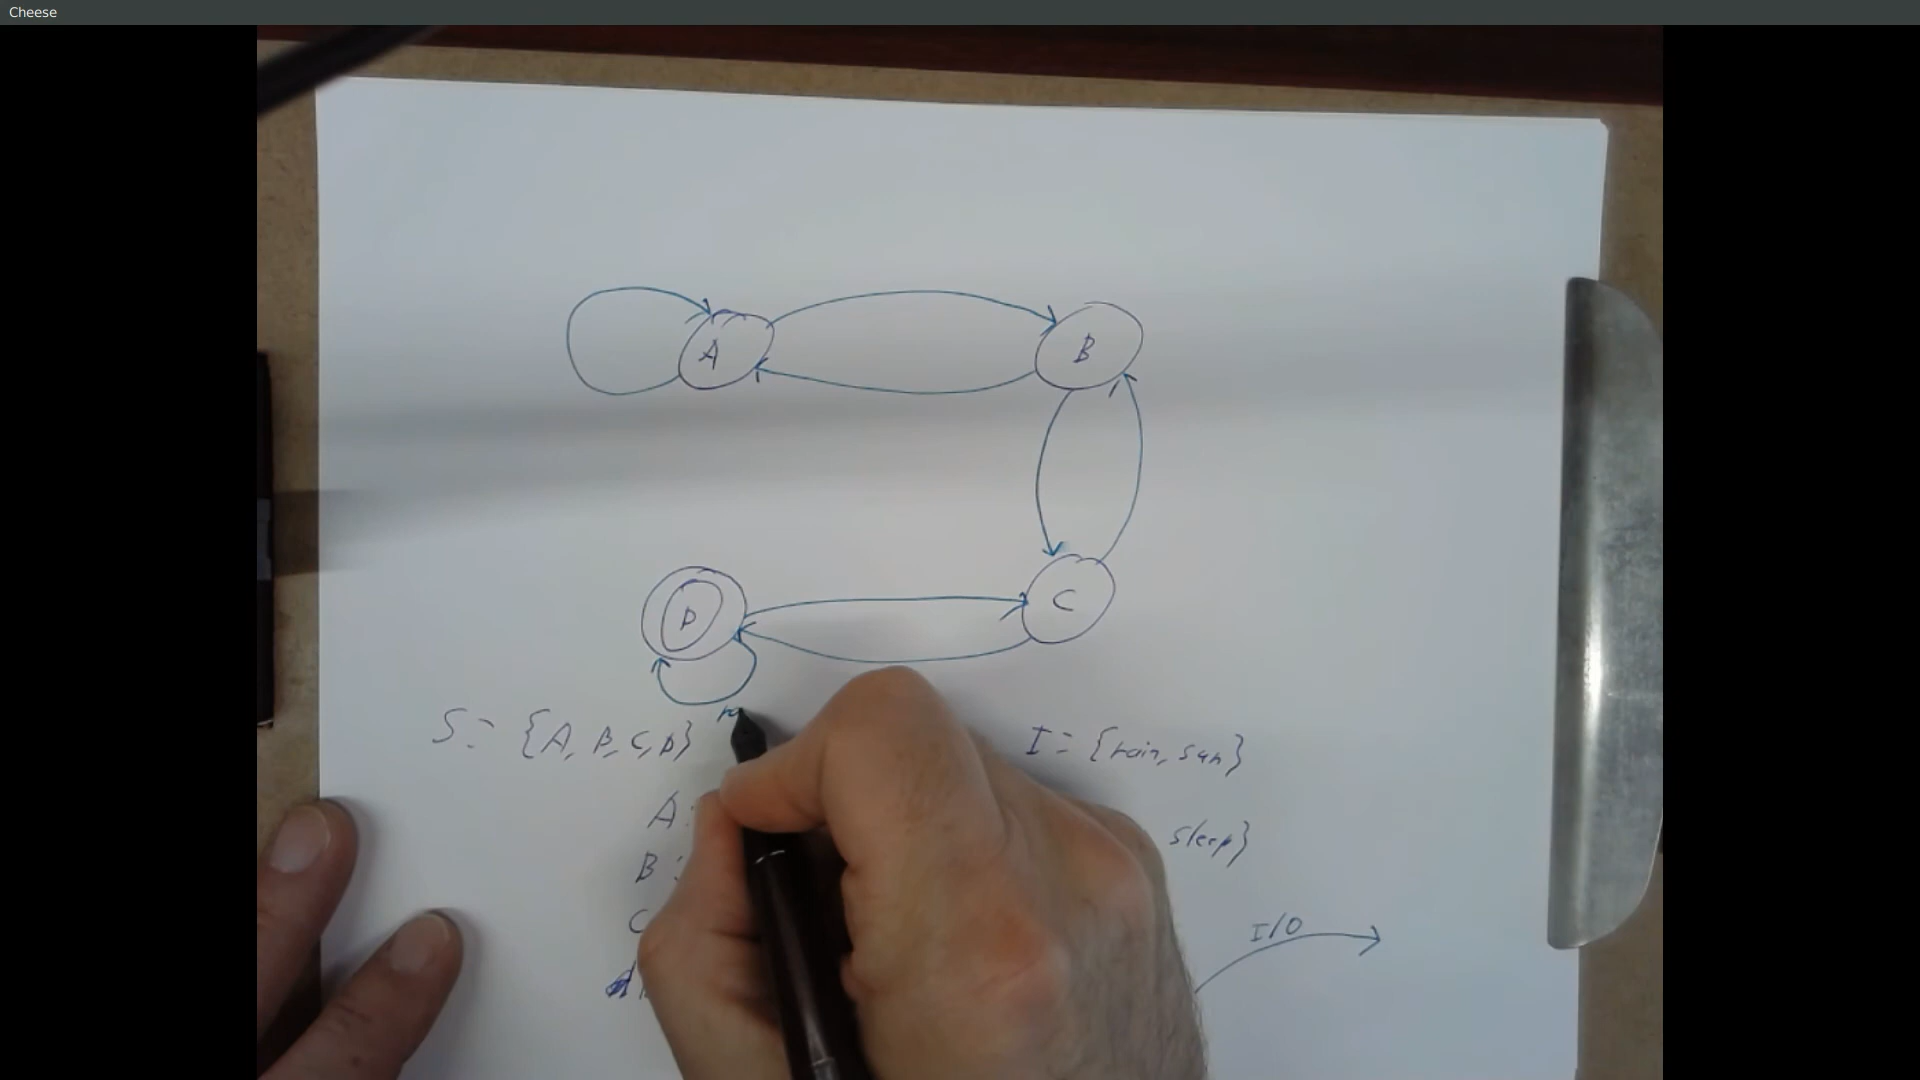 Cheese
A
B
D
C
S = {A, B, C, D}
I = {rain, sun}
A:
sleep}
B:
C
I/O